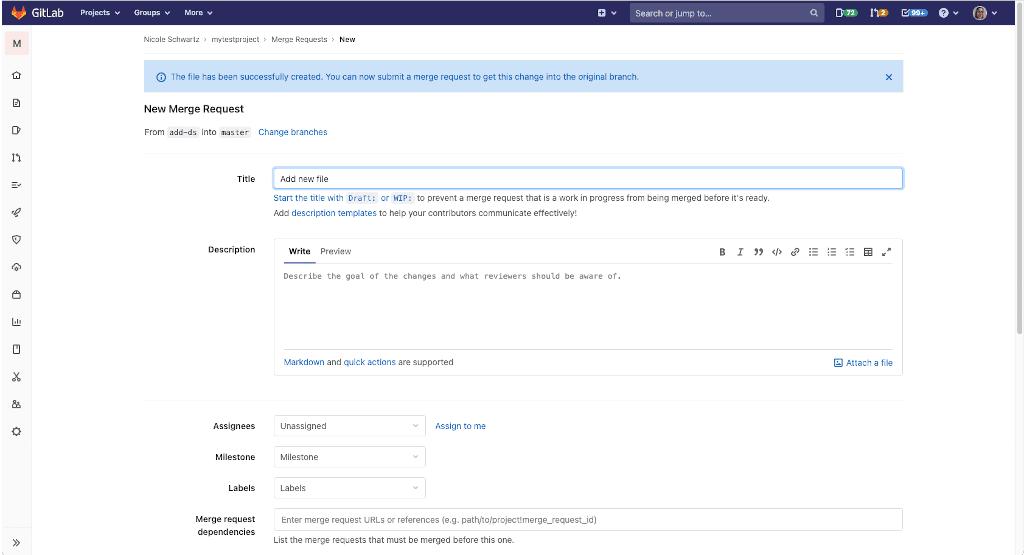 GitLab Projects Groups More Search or jump to... 72 2 99+
M
Nicole Schwartz › mytestproject › Merge Requests › New
The file has been successfully created. You can now submit a merge request to get this change into the original branch.
New Merge Request
From add-ds into master Change branches
Title Add new file
Start the title with Draft: or WIP: to prevent a merge request that is a work in progress from being merged before it's ready.
Add description templates to help your contributors communicate effectively!
Description Write Preview
Describe the goal of the changes and what reviewers should be aware of.
Markdown and quick actions are supported Attach a file
Assignees Unassigned Assign to me
Milestone Milestone
Labels Labels
Merge request dependencies Enter merge request URLs or references (e.g. path/to/project!merge_request_id)
List the merge requests that must be merged before this one.